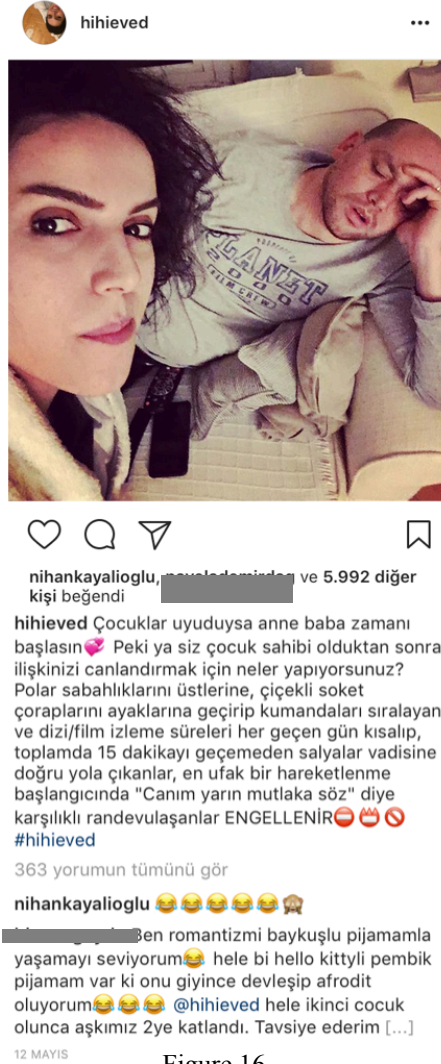 hihieved
PLANET
2000
FILM CREW
nihankayalioglu, ve 5.992 diğer
kişi beğendi
hihieved Çocuklar uyuduysa anne baba zamanı
başlasın💞 Peki ya siz çocuk sahibi olduktan sonra
ilişkinizi canlandırmak için neler yapıyorsunuz?
Polar sabahlıklarını üstlerine, çiçekli soket
çoraplarını ayaklarına geçirip kumandaları sıralayan
ve dizi/film izleme süreleri her geçen gün kısalıp,
toplamda 15 dakikayı geçemeden salyalar vadisine
doğru yola çıkanlar, en ufak bir hareketlenme
başlangıcında "Canım yarın mutlaka söz" diye
karşılıklı randevulaşanlar ENGELLENİR⛔📛🚫
#hihieved
363 yorumun tümünü gör
nihankayalioglu 😂😂😂😂😂🙈
Ben romantizmi baykuşlu pijamamla
yaşamayı seviyorum😂 hele bi hello kittyli pembik
pijamam var ki onu giyince devleşip afrodit
oluyorum😂😂😂 @hihieved hele ikinci cocuk
olunca aşkımız 2ye katlandı. Tavsiye ederim [...]
12 MAYIS
Figure 16